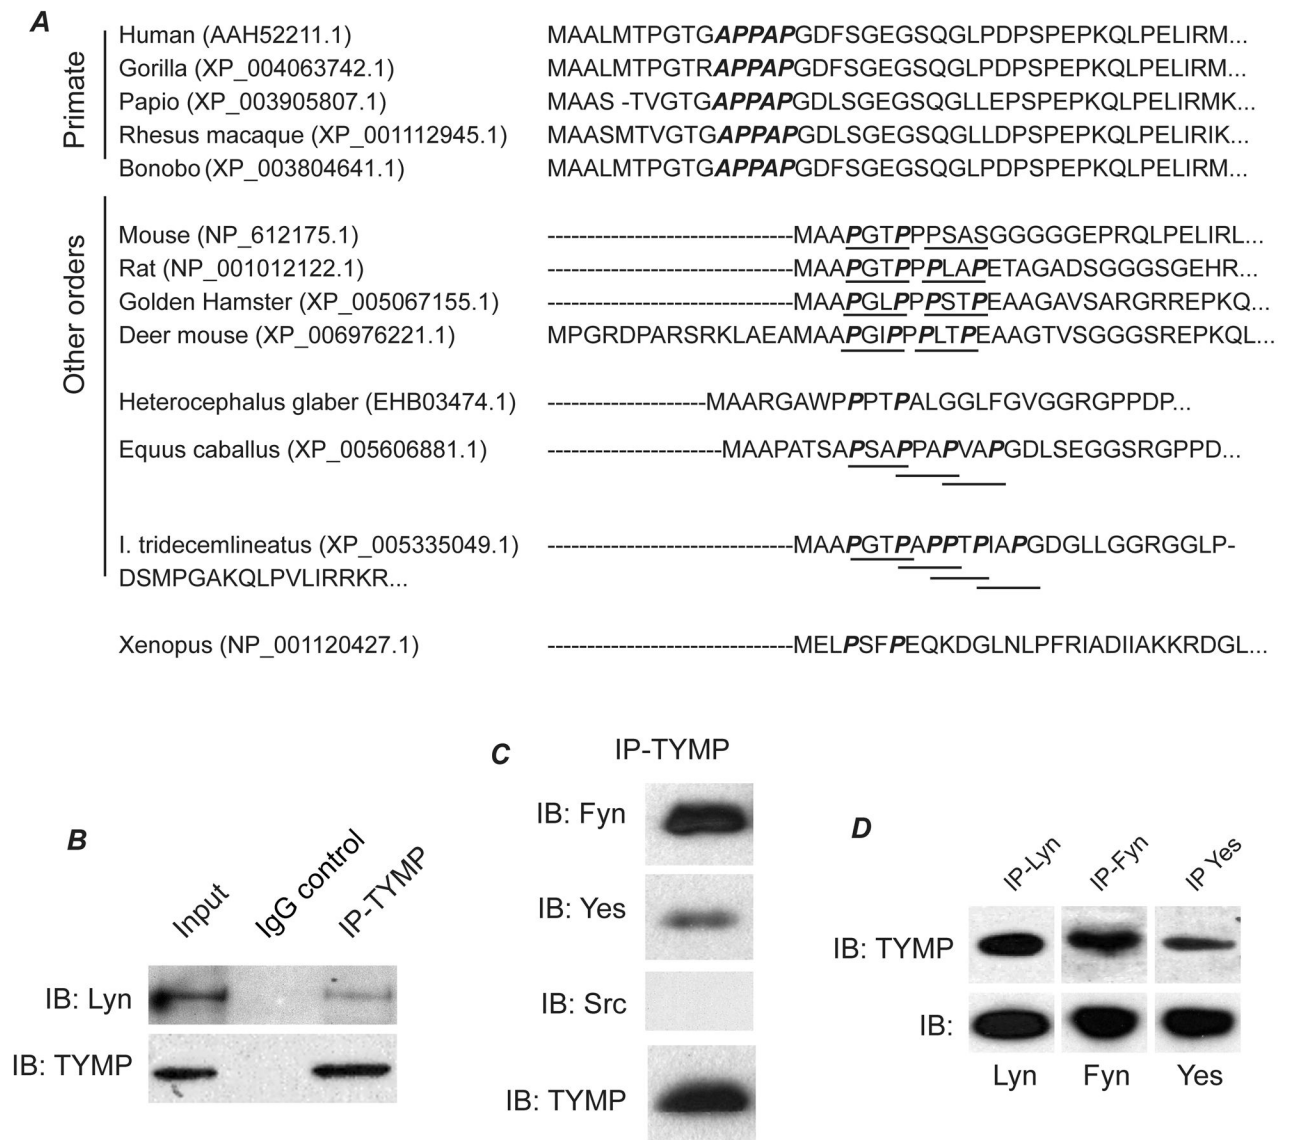 A
Primate
Human (AAH52211.1) MAALMTPGTGAPPAPGDFSGEGSQGLPDPSPEPKQLPELIRM...
Gorilla (XP_004063742.1) MAALMTPGTRAPPAPGDFSGEGSQGLPDPSPEPKQLPELIRM...
Papio (XP_003905807.1) MAAS -TVGTGAPPAPGDLSGEGSQGLLEPSPEPKQLPELIRMK...
Rhesus macaque (XP_001112945.1) MAASMTVGTGAPPAPGDLSGEGSQGLLDPSPEPKQLPELIRIK...
Bonobo (XP_003804641.1) MAALMTPGTGAPPAPGDFSGEGSQGLPDPSPEPKQLPELIRM...
Other orders
Mouse (NP_612175.1) -------------------------------MAAPGTPPPSASGGGGGEPRQLPELIRL...
Rat (NP_001012122.1) -------------------------------MAAPGTPPPLAPETAGADSGGGSGEHR...
Golden Hamster (XP_005067155.1) -------------------------------MAAPGLPPPSTPEAAGAVSARGRREPKQ...
Deer mouse (XP_006976221.1) MPGRDPARSRKLAEAMAAPGIPPPLTPEAAGTVSGGGSREPKQL...
Heterocephalus glaber (EHB03474.1) --------------------MAARGAWPPPTPALGGLFGVGGRGPPDP...
Equus caballus (XP_005606881.1) ----------------------MAAPATSAPSAPPAPVAPGDLSEGGSRGPPD...
I. tridecemlineatus (XP_005335049.1) -------------------------------MAAPGTPAPPTPIAPGDGLLGGRGGLP-
DSMPGAKQLPVLIRRKR...
Xenopus (NP_001120427.1) -------------------------------MELPSFPEQKDGLNLPFRIADIIAKKRDGL...
B
Input
IgG control
IP-TYMP
IB: Lyn
IB: TYMP
C
IP-TYMP
IB: Fyn
IB: Yes
IB: Src
IB: TYMP
D
IP-Lyn
IP-Fyn
IP Yes
IB: TYMP
IB:
Lyn Fyn Yes